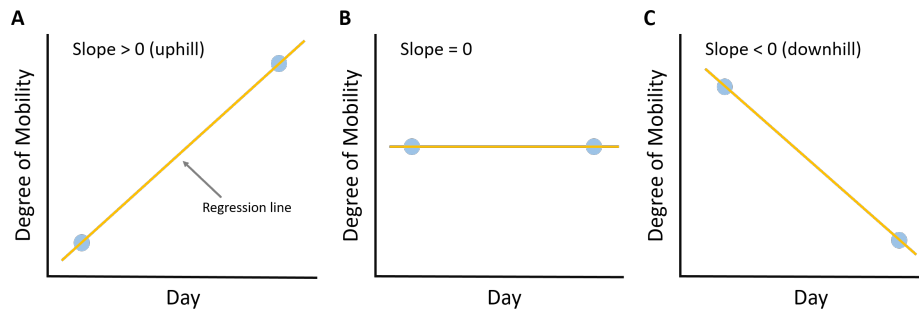 A
Slope > 0 (uphill)
Degree of Mobility
Regression line
Day
B
Slope = 0
Degree of Mobility
Day
C
Slope < 0 (downhill)
Degree of Mobility
Day